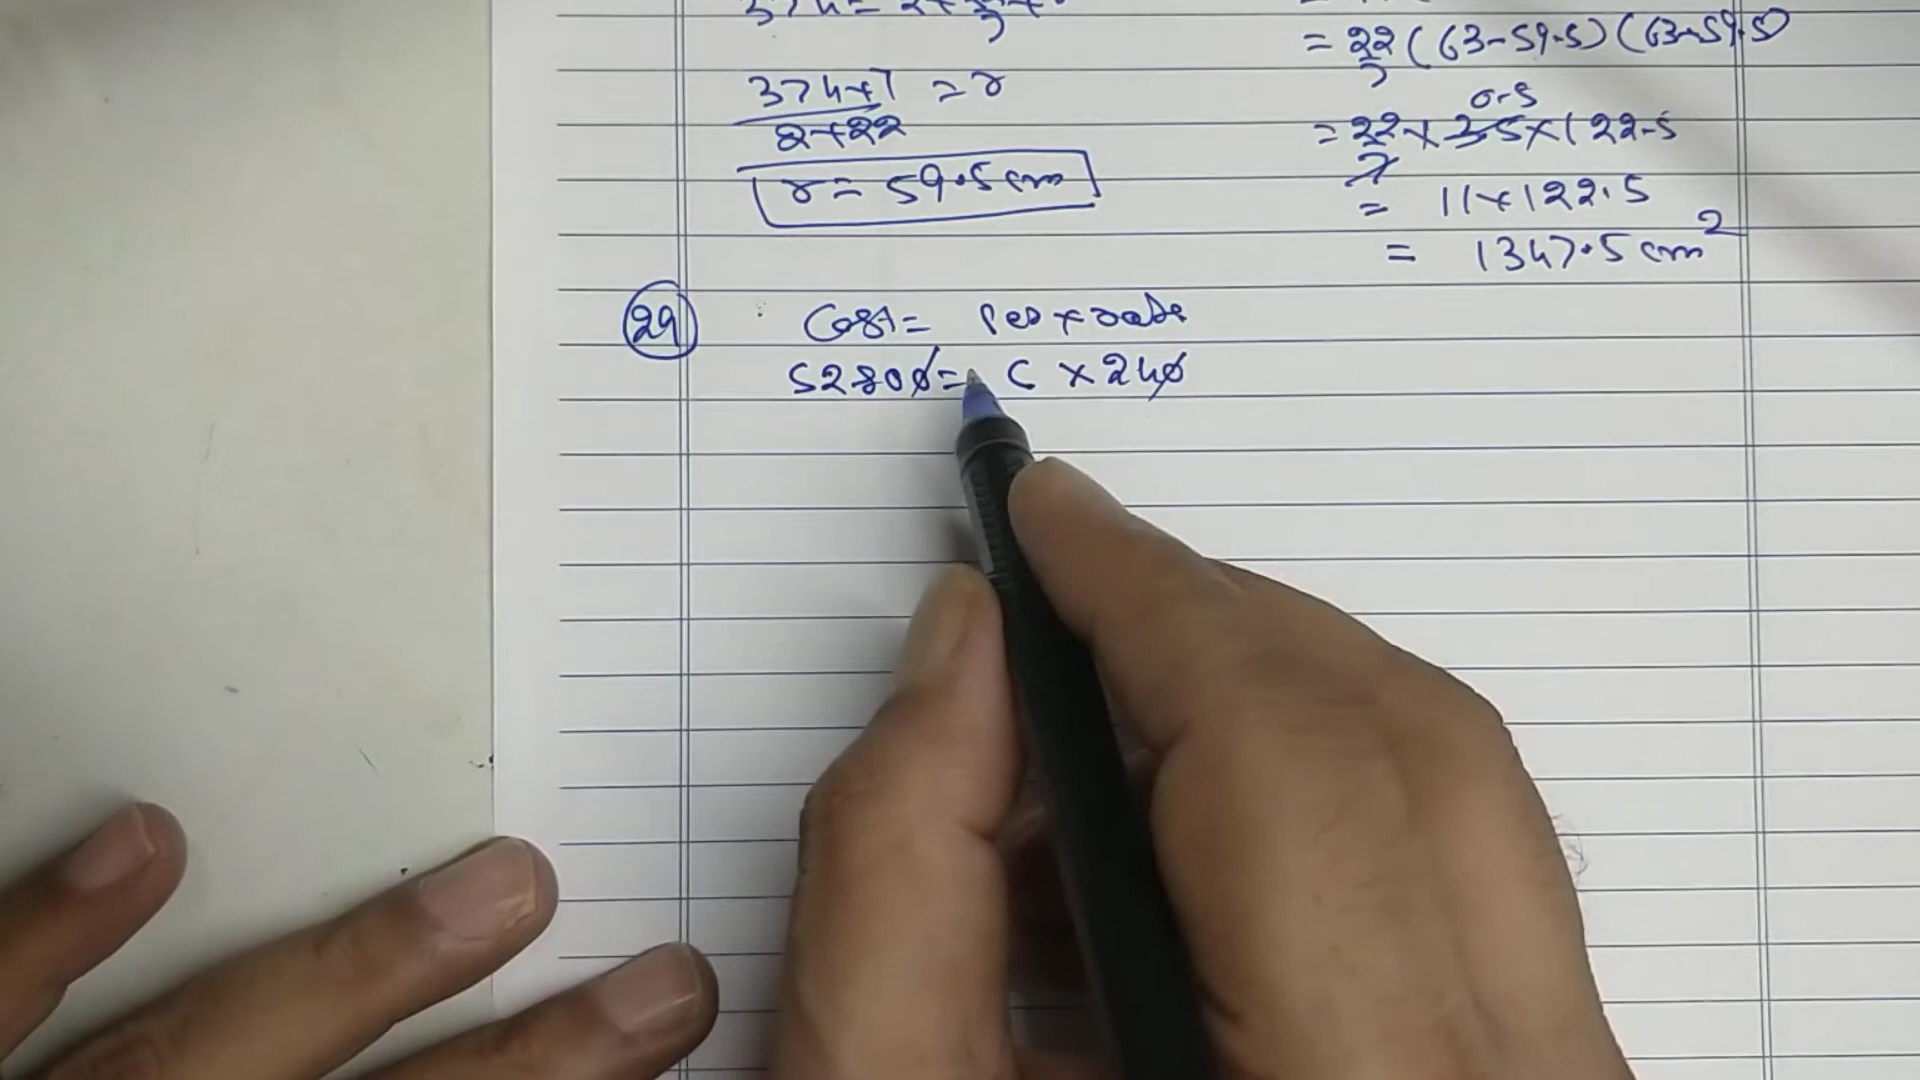 374×7 = r
2×22
r = 59.5 cm
= 22 (63-59.5) (63-59.5)
7
0.5
= 22 × 3.5 × 122.5
7
= 11×122.5
= 1347.5 cm²
29 Cost = Per × rate
52800 = C × 240